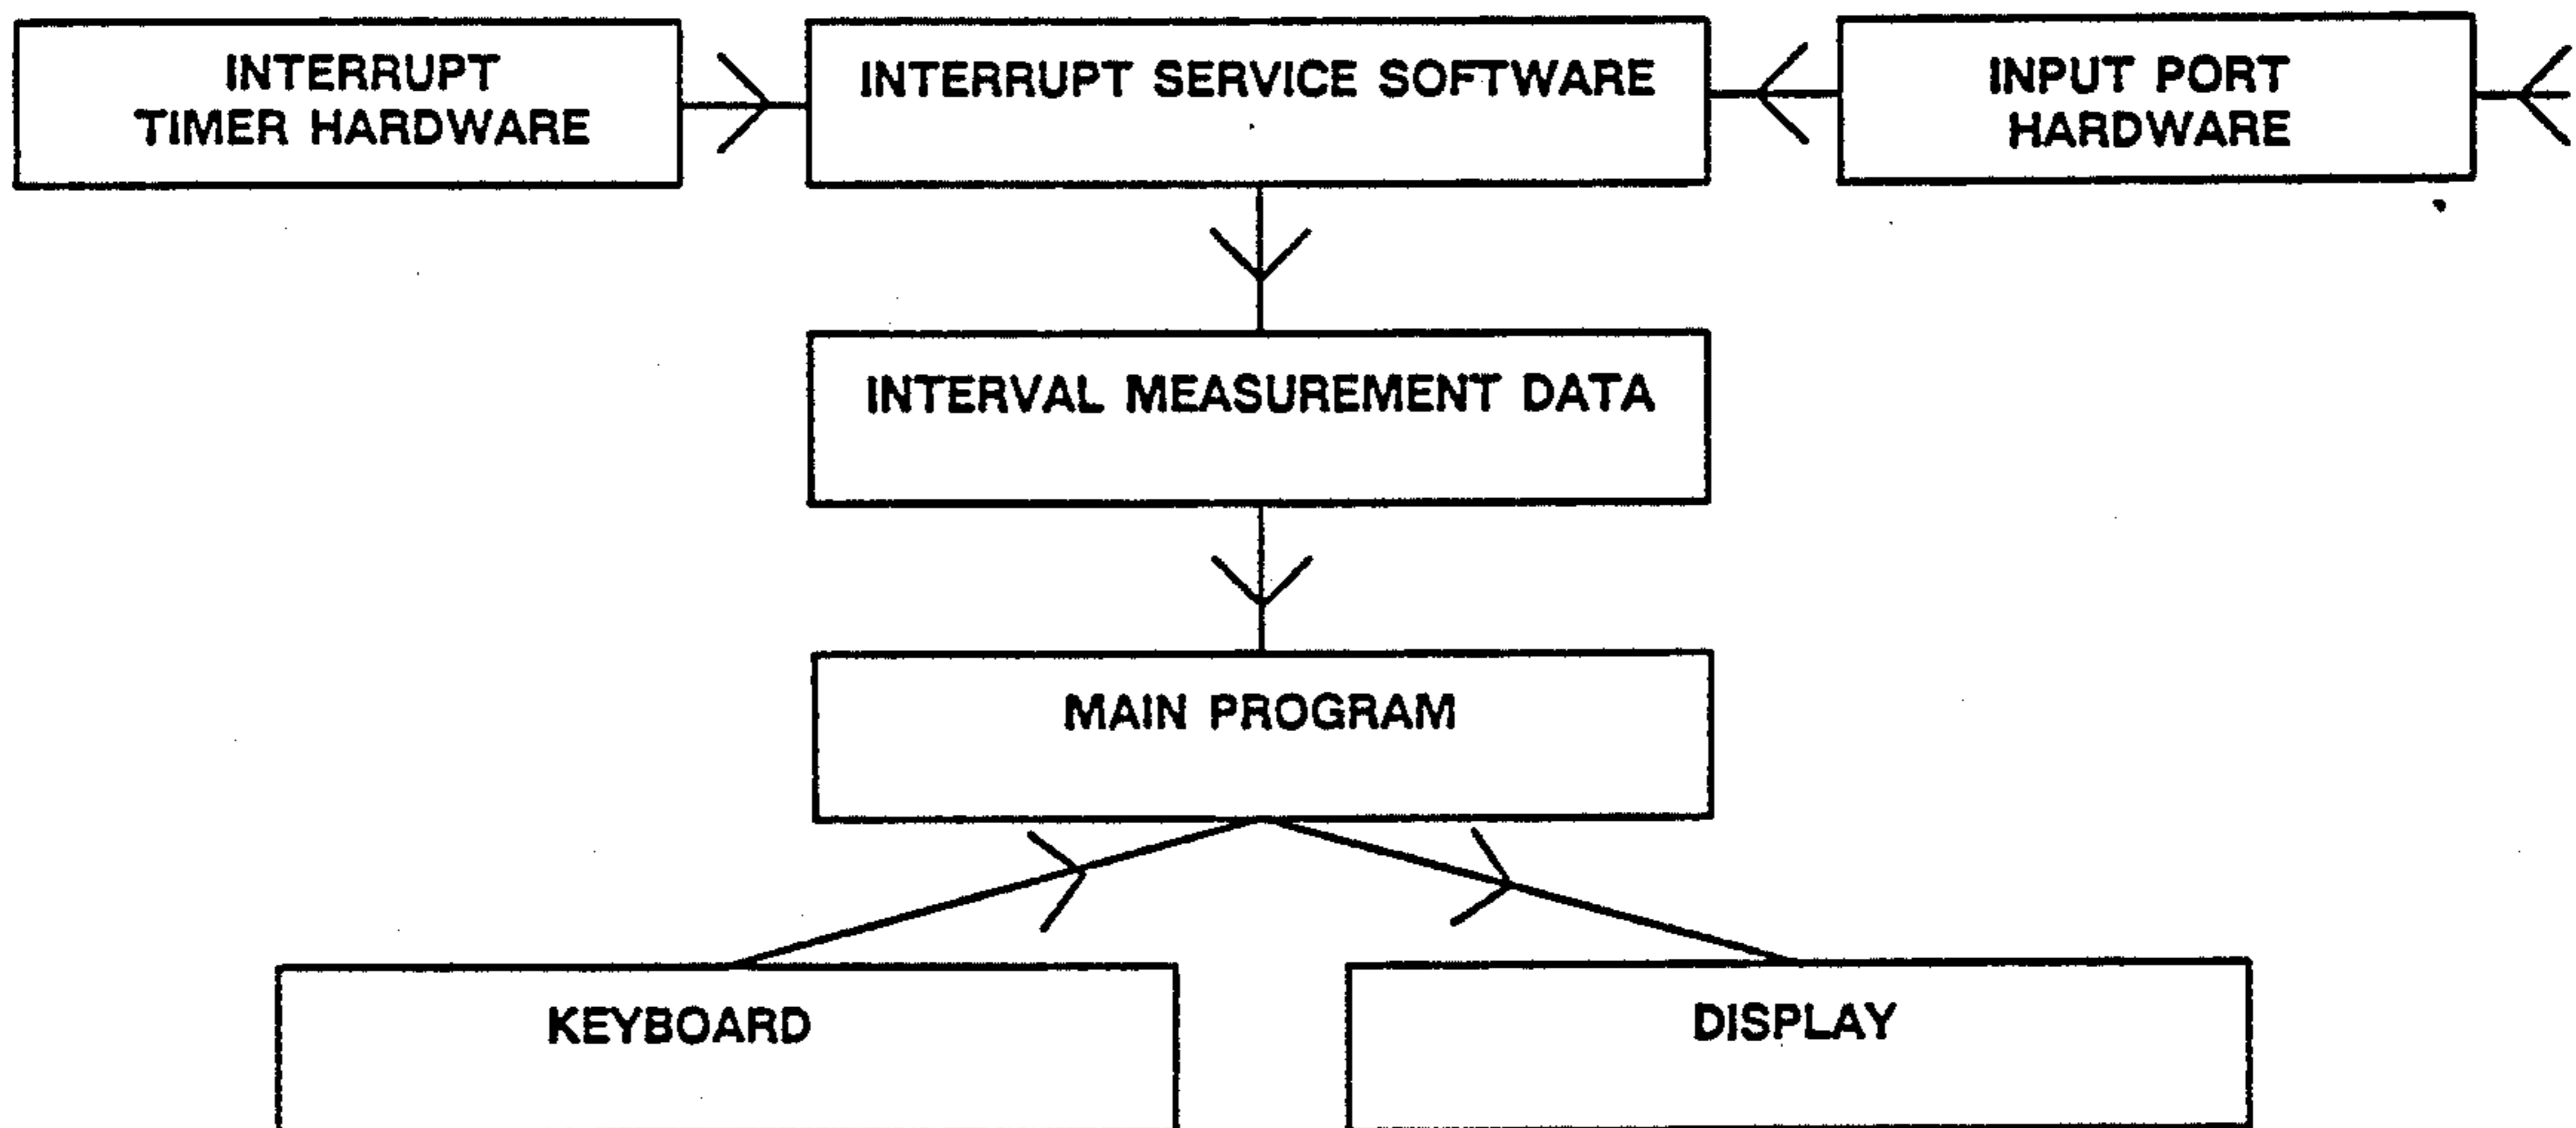 INTERRUPT
TIMER HARDWARE
INTERRUPT SERVICE SOFTWARE
INPUT PORT
HARDWARE
INTERVAL MEASUREMENT DATA
MAIN PROGRAM
KEYBOARD
DISPLAY